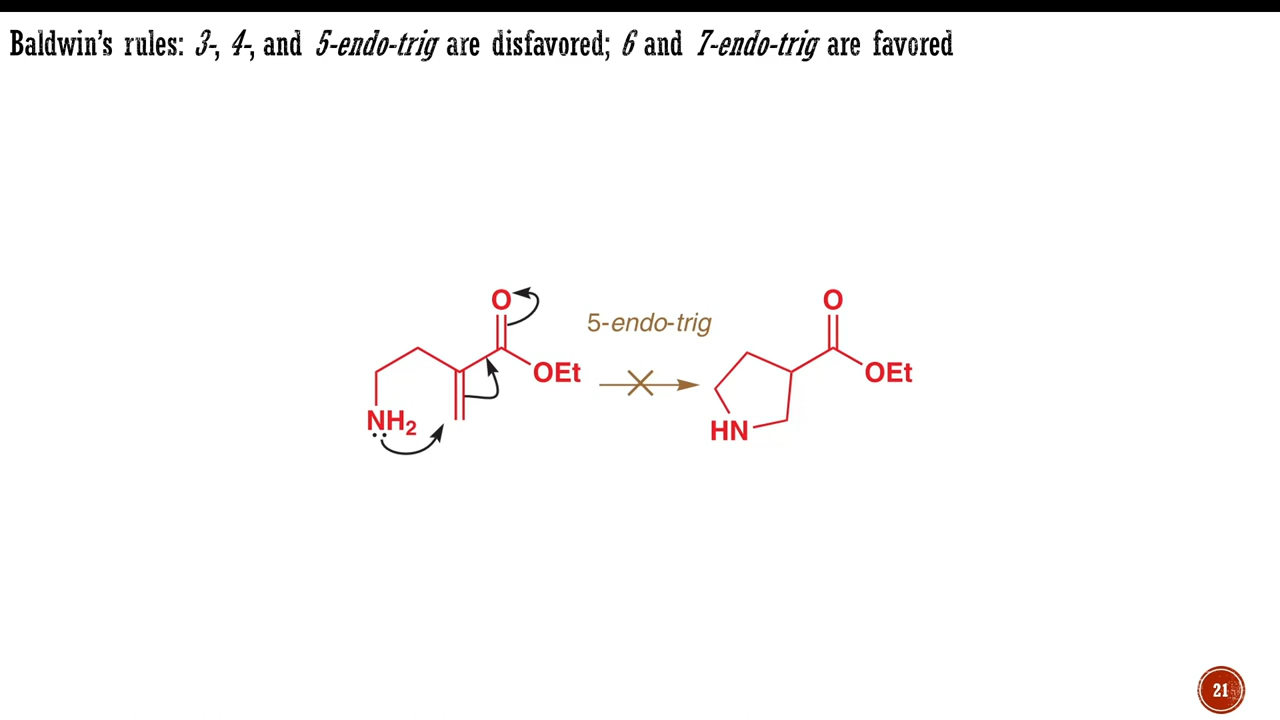 Baldwin's rules: 3-, 4-, and 5-endo-trig are disfavored; 6 and 7-endo-trig are favored
O
OEt
NH2
5-endo-trig
O
OEt
HN
21